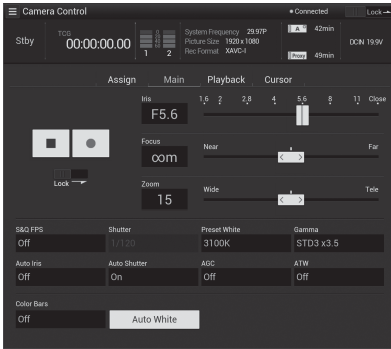 Camera Control
Connected
Lock
Stby
TCG
00:00:00.00
1 2
System Frequency 29.97P
Picture Size 1920 x 1080
Rec Format XAVC-I
A 42min
Proxy 49min
DCIN 19.9V
Assign Main Playback Cursor
Iris
F5.6
1,6 2 2,8 4 5,6 8 11 Close
Focus
∞m
Near Far
Lock
Zoom
15
Wide Tele
S&Q FPS Shutter Preset White Gamma
Off 1/120 3100K STD3 x3.5
Auto Iris Auto Shutter AGC ATW
Off On Off Off
Color Bars
Off Auto White